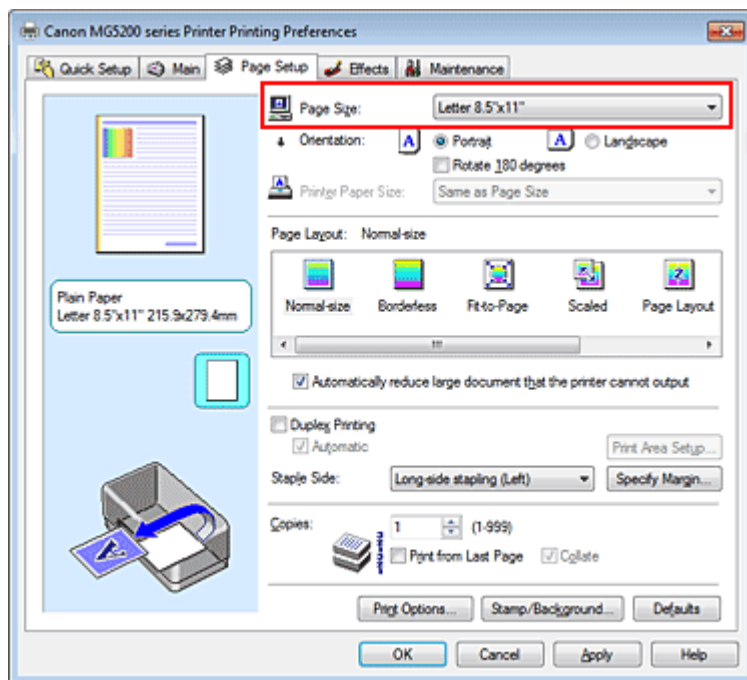 Canon MG5200 series Printer Printing Preferences
Quick Setup Main Page Setup Effects Maintenance
Page Size: Letter 8.5"x11"
Orientation: A Portrait A Landscape
Rotate 180 degrees
Printer Paper Size: Same as Page Size
Page Layout: Normal-size
Normal-size Borderless Fit-to-Page Scaled Page Layout
Plain Paper
Letter 8.5"x11" 215.9x279.4mm
Automatically reduce large document that the printer cannot output
Duplex Printing
Automatic Print Area Setup...
Staple Side: Long-side stapling (Left) Specify Margin...
Copies: 1 (1-999)
Print from Last Page Collate
Print Options... Stamp/Background... Defaults
OK Cancel Apply Help